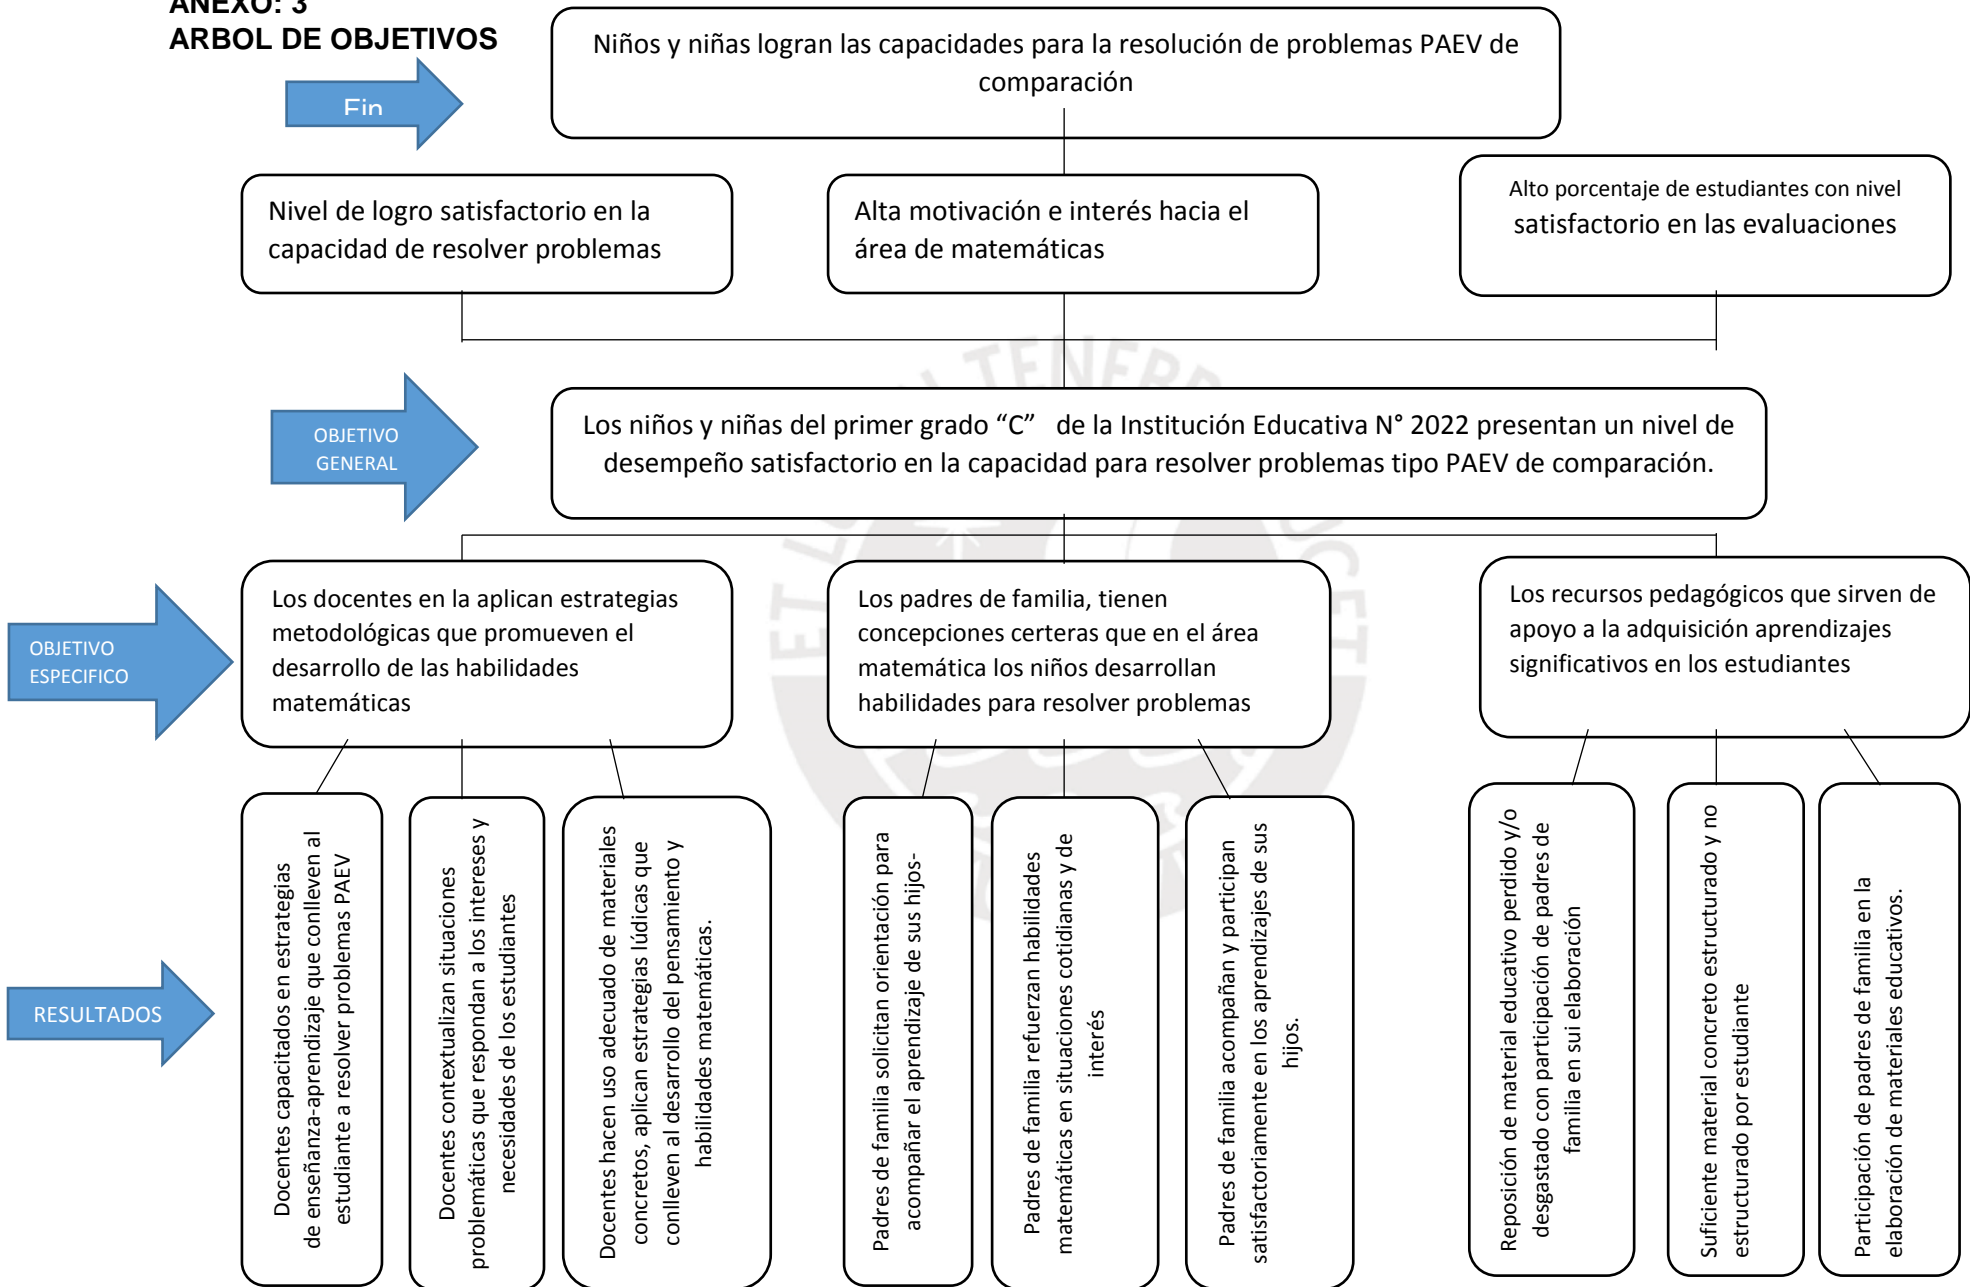 ANEXO: 3
ARBOL DE OBJETIVOS
Fin
Niños y niñas logran las capacidades para la resolución de problemas PAEV de
comparación
Nivel de logro satisfactorio en la
capacidad de resolver problemas
Alta motivación e interés hacia el
área de matemáticas
Alto porcentaje de estudiantes con nivel
satisfactorio en las evaluaciones
OBJETIVO
GENERAL
Los niños y niñas del primer grado “C” de la Institución Educativa N° 2022 presentan un nivel de
desempeño satisfactorio en la capacidad para resolver problemas tipo PAEV de comparación.
OBJETIVO
ESPECIFICO
Los docentes en la aplican estrategias
metodológicas que promueven el
desarrollo de las habilidades
matemáticas
Los padres de familia, tienen
concepciones certeras que en el área
matemática los niños desarrollan
habilidades para resolver problemas
Los recursos pedagógicos que sirven de
apoyo a la adquisición aprendizajes
significativos en los estudiantes
RESULTADOS
Docentes capacitados en estrategias
de enseñanza-aprendizaje que conlleven al
estudiante a resolver problemas PAEV
Docentes contextualizan situaciones
problemáticas que respondan a los intereses y
necesidades de los estudiantes
Docentes hacen uso adecuado de materiales
concretos, aplican estrategias lúdicas que
conlleven al desarrollo del pensamiento y
habilidades matemáticas.
Padres de familia solicitan orientación para
acompañar el aprendizaje de sus hijos-
Padres de familia refuerzan habilidades
matemáticas en situaciones cotidianas y de
interés
Padres de familia acompañan y participan
satisfactoriamente en los aprendizajes de sus
hijos.
Reposición de material educativo perdido y/o
desgastado con participación de padres de
familia en sui elaboración
Suficiente material concreto estructurado y no
estructurado por estudiante
Participación de padres de familia en la
elaboración de materiales educativos.